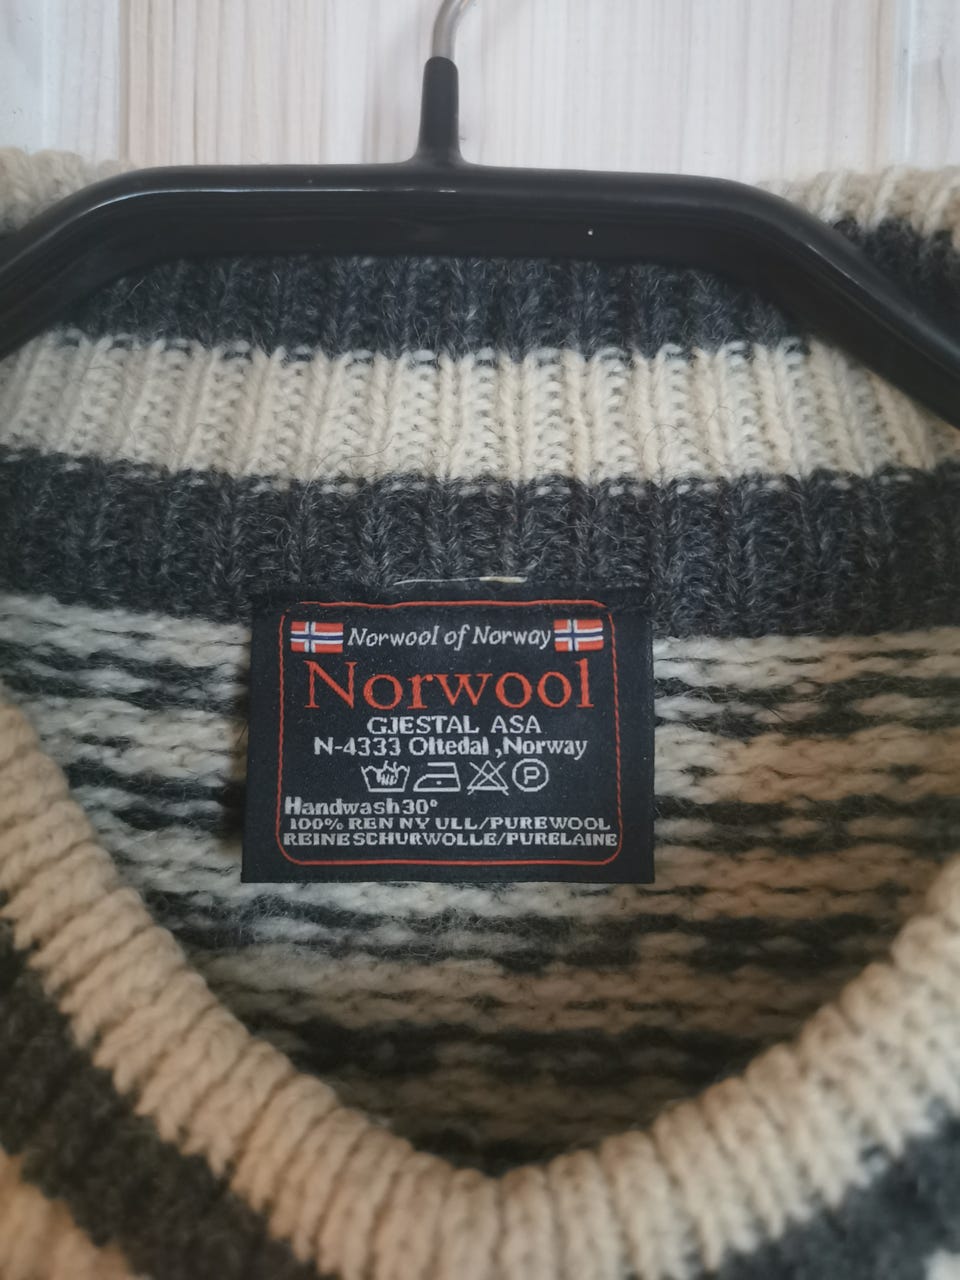 Norwool of Norway
Norwool
GJESTAL ASA
N-4333 Oltedal ,Norway
P
Handwash 30°
100% REN NY ULL/PUREWOOL
REINE SCHURWOLLE/PURELAINE